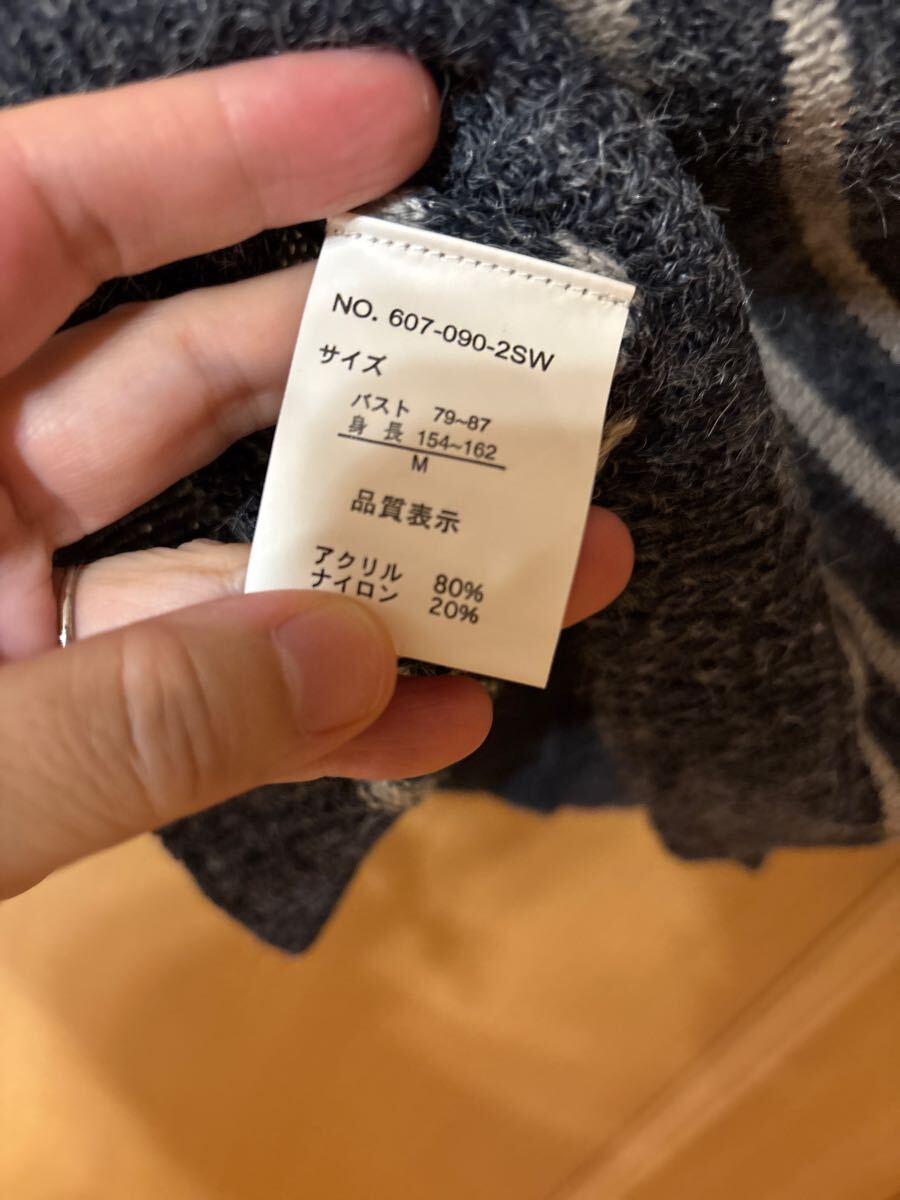 NO. 607-090-2SW
サイズ
バスト 79~87
身長 154~162
M
品質表示
アクリル 80%
ナイロン 20%